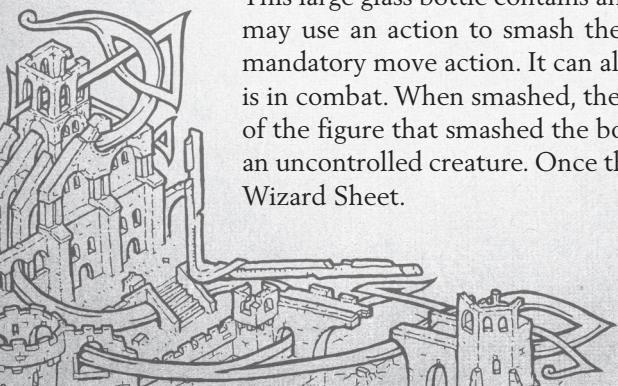 This large glass bottle contains an
may use an action to smash the
mandatory move action. It can al
is in combat. When smashed, the
of the figure that smashed the bo
an uncontrolled creature. Once th
Wizard Sheet.